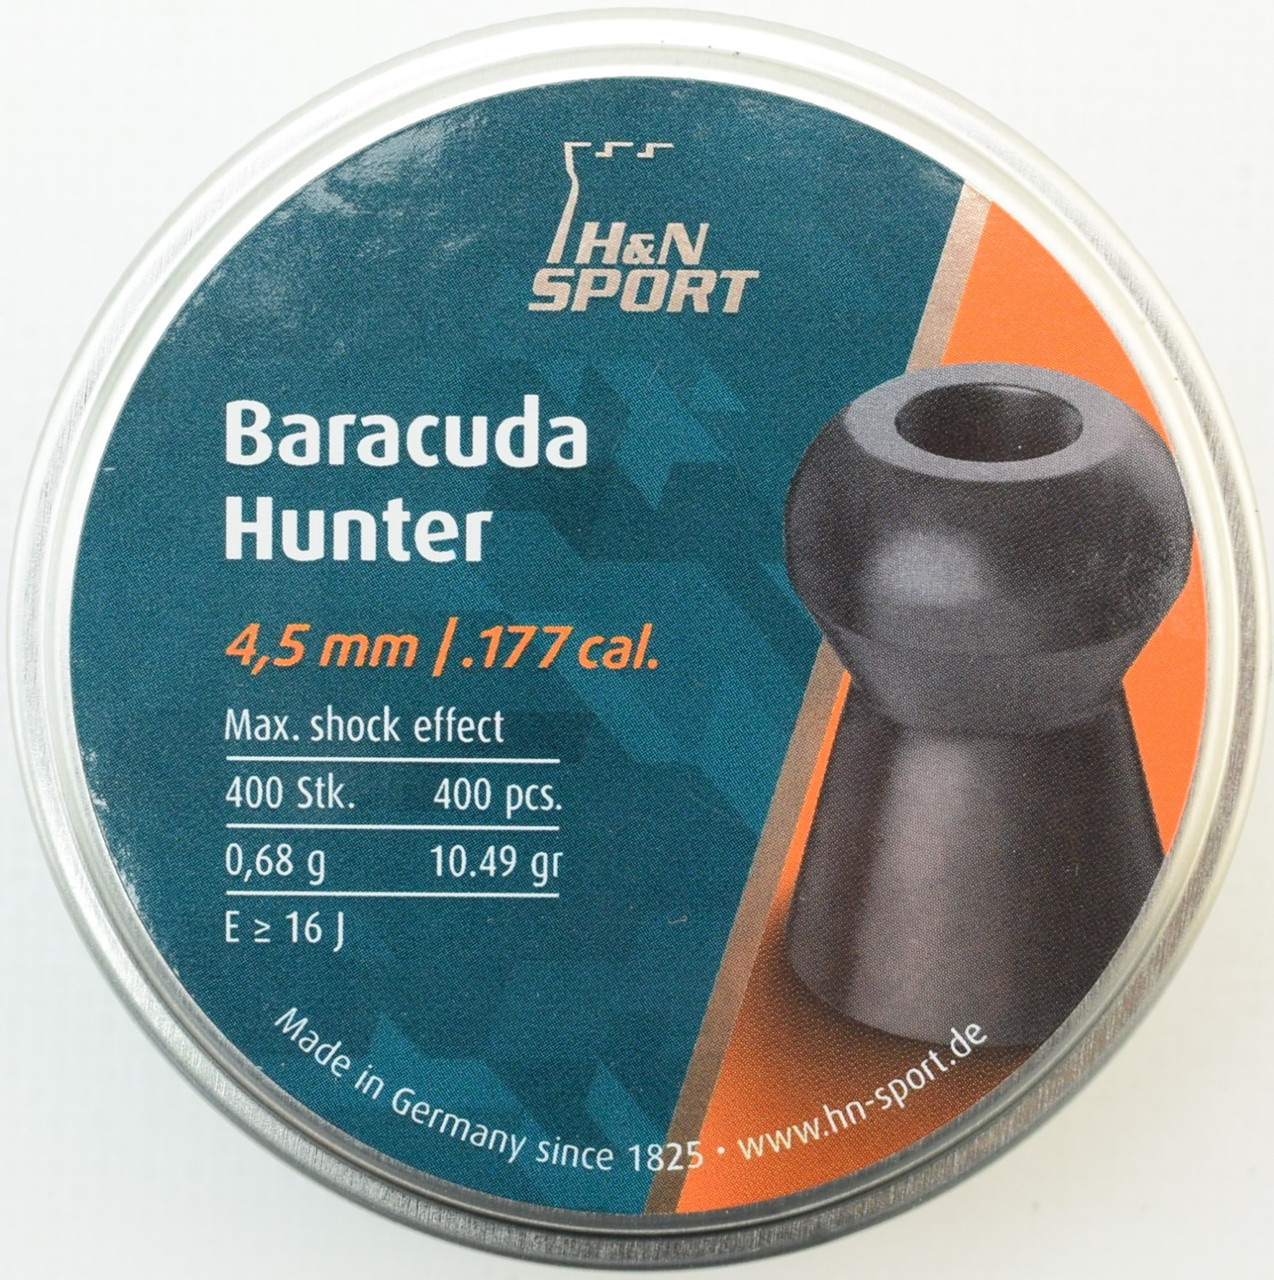 H&N
SPORT
Baracuda
Hunter
4,5 mm / .177 cal.
Max. shock effect
400 Stk. 400 pcs.
0,68 g 10.49 gr
E ≥ 16 J
Made in Germany since 1825 • www.hn-sport.de